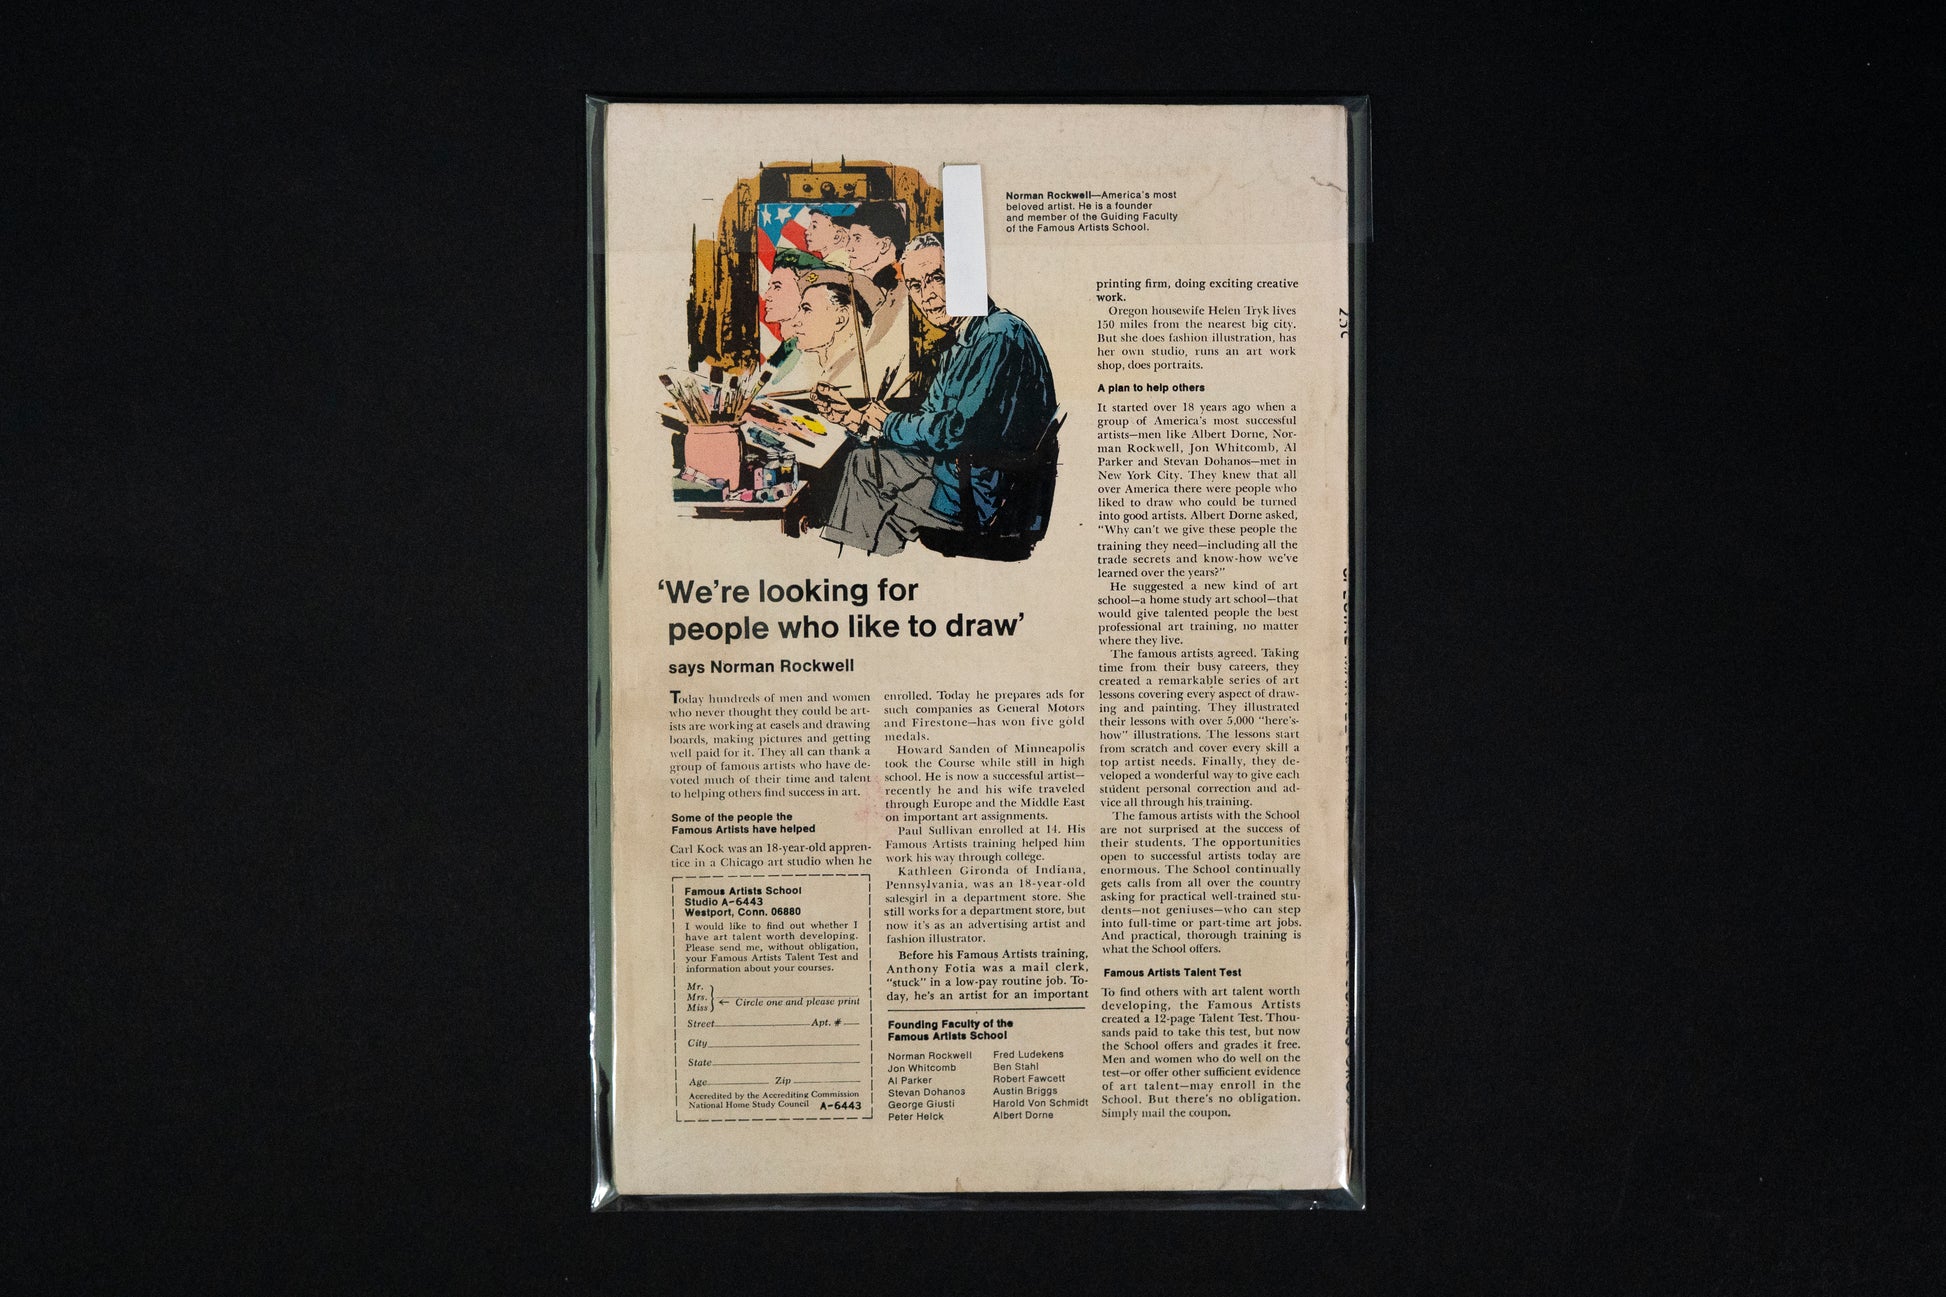 Norman Rockwell—America's most
beloved artist. He is a founder
and member of the Guiding Faculty
of the Famous Artists School.
'We're looking for
people who like to draw'
says Norman Rockwell
Today hundreds of men and women
who never thought they could be art-
ists are working at easels and drawing
boards, making pictures and getting
well paid for it. They all can thank a
group of famous artists who have de-
voted much of their time and talent
to helping others find success in art.
Some of the people the
Famous Artists have helped
Carl Kock was an 18-year-old appren-
tice in a Chicago art studio when he
Famous Artists School
Studio A-6443
Westport, Conn. 06880
I would like to find out whether I
have art talent worth developing.
Please send me, without obligation,
your Famous Artists Talent Test and
information about your courses.
Mr.
Mrs.
Miss
← Circle one and please print
Street Apt. #
City
State
Age Zip
Accredited by the Accrediting Commission
National Home Study Council A-6443
enrolled. Today he prepares ads for
such companies as General Motors
and Firestone—has won five gold
medals.
Howard Sanden of Minneapolis
took the Course while still in high
school. He is now a successful artist—
recently he and his wife traveled
through Europe and the Middle East
on important art assignments.
Paul Sullivan enrolled at 14. His
Famous Artists training helped him
work his way through college.
Kathleen Gironda of Indiana,
Pennsylvania, was an 18-year-old
salesgirl in a department store. She
still works for a department store, but
now it's as an advertising artist and
fashion illustrator.
Before his Famous Artists training,
Anthony Fotia was a mail clerk,
"stuck" in a low-pay routine job. To-
day, he's an artist for an important
Founding Faculty of the
Famous Artists School
Norman Rockwell
Jon Whitcomb
Al Parker
Stevan Dohanos
George Giusti
Peter Helck
Fred Ludekens
Ben Stahl
Robert Fawcett
Austin Briggs
Harold Von Schmidt
Albert Dorne
printing firm, doing exciting creative
work.
Oregon housewife Helen Tryk lives
150 miles from the nearest big city.
But she does fashion illustration, has
her own studio, runs an art work
shop, does portraits.
A plan to help others
It started over 18 years ago when a
group of America's most successful
artists—men like Albert Dorne, Nor-
man Rockwell, Jon Whitcomb, Al
Parker and Stevan Dohanos—met in
New York City. They knew that all
over America there were people who
liked to draw who could be turned
into good artists. Albert Dorne asked,
"Why can't we give these people the
training they need—including all the
trade secrets and know-how we've
learned over the years?"
He suggested a new kind of art
school—a home study art school—that
would give talented people the best
professional art training, no matter
where they live.
The famous artists agreed. Taking
time from their busy careers, they
created a remarkable series of art
lessons covering every aspect of draw-
ing and painting. They illustrated
their lessons with over 5,000 "here's-
how" illustrations. The lessons start
from scratch and cover every skill a
top artist needs. Finally, they de-
veloped a wonderful way to give each
student personal correction and ad-
vice all through his training.
The famous artists with the School
are not surprised at the success of
their students. The opportunities
open to successful artists today are
enormous. The School continually
gets calls from all over the country
asking for practical well-trained stu-
dents—not geniuses—who can step
into full-time or part-time art jobs.
And practical, thorough training is
what the School offers.
Famous Artists Talent Test
To find others with art talent worth
developing, the Famous Artists
created a 12-page Talent Test. Thou-
sands paid to take this test, but now
the School offers and grades it free.
Men and women who do well on the
test—or offer other sufficient evidence
of art talent—may enroll in the
School. But there's no obligation.
Simply mail the coupon.